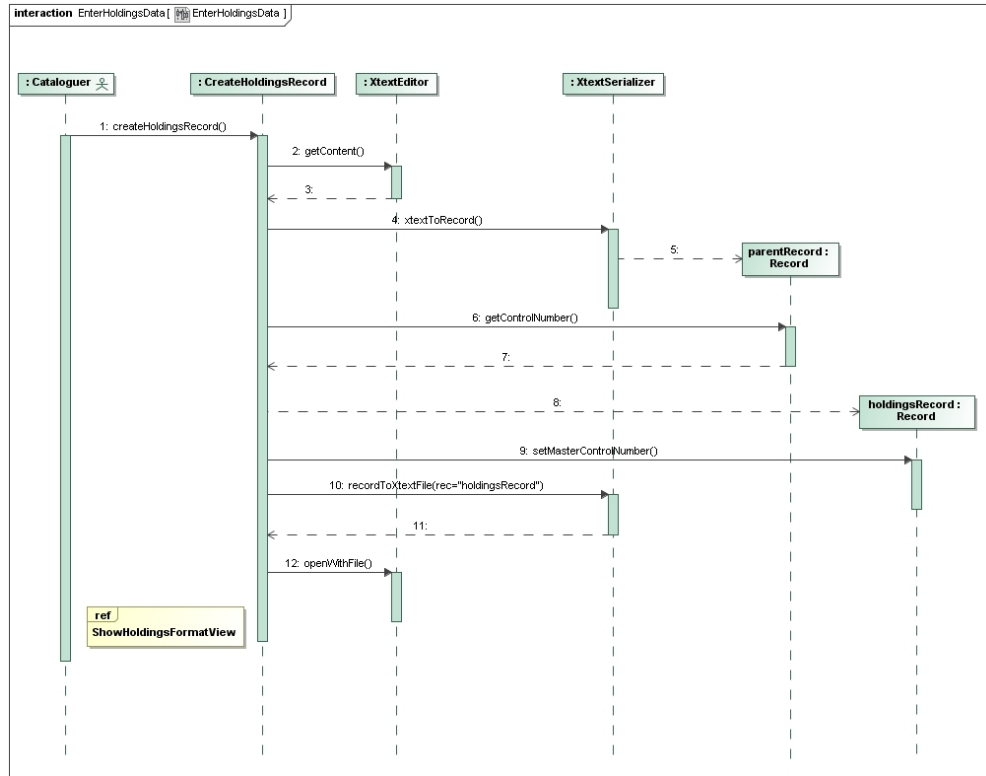 interaction EnterHoldingsData[ EnterHoldingsData ]
: Cataloguer
: CreateHoldingsRecord
: XtextEditor
: XtextSerializer
1: createHoldingsRecord()
2: getContent()
3:
4: xtextToRecord()
5:
parentRecord :
Record
6: getControlNumber()
7:
8:
holdingsRecord :
Record
9: setMasterControlNumber()
10: recordToXtextFile(rec="holdingsRecord")
11:
12: openWithFile()
ref
ShowHoldingsFormatView